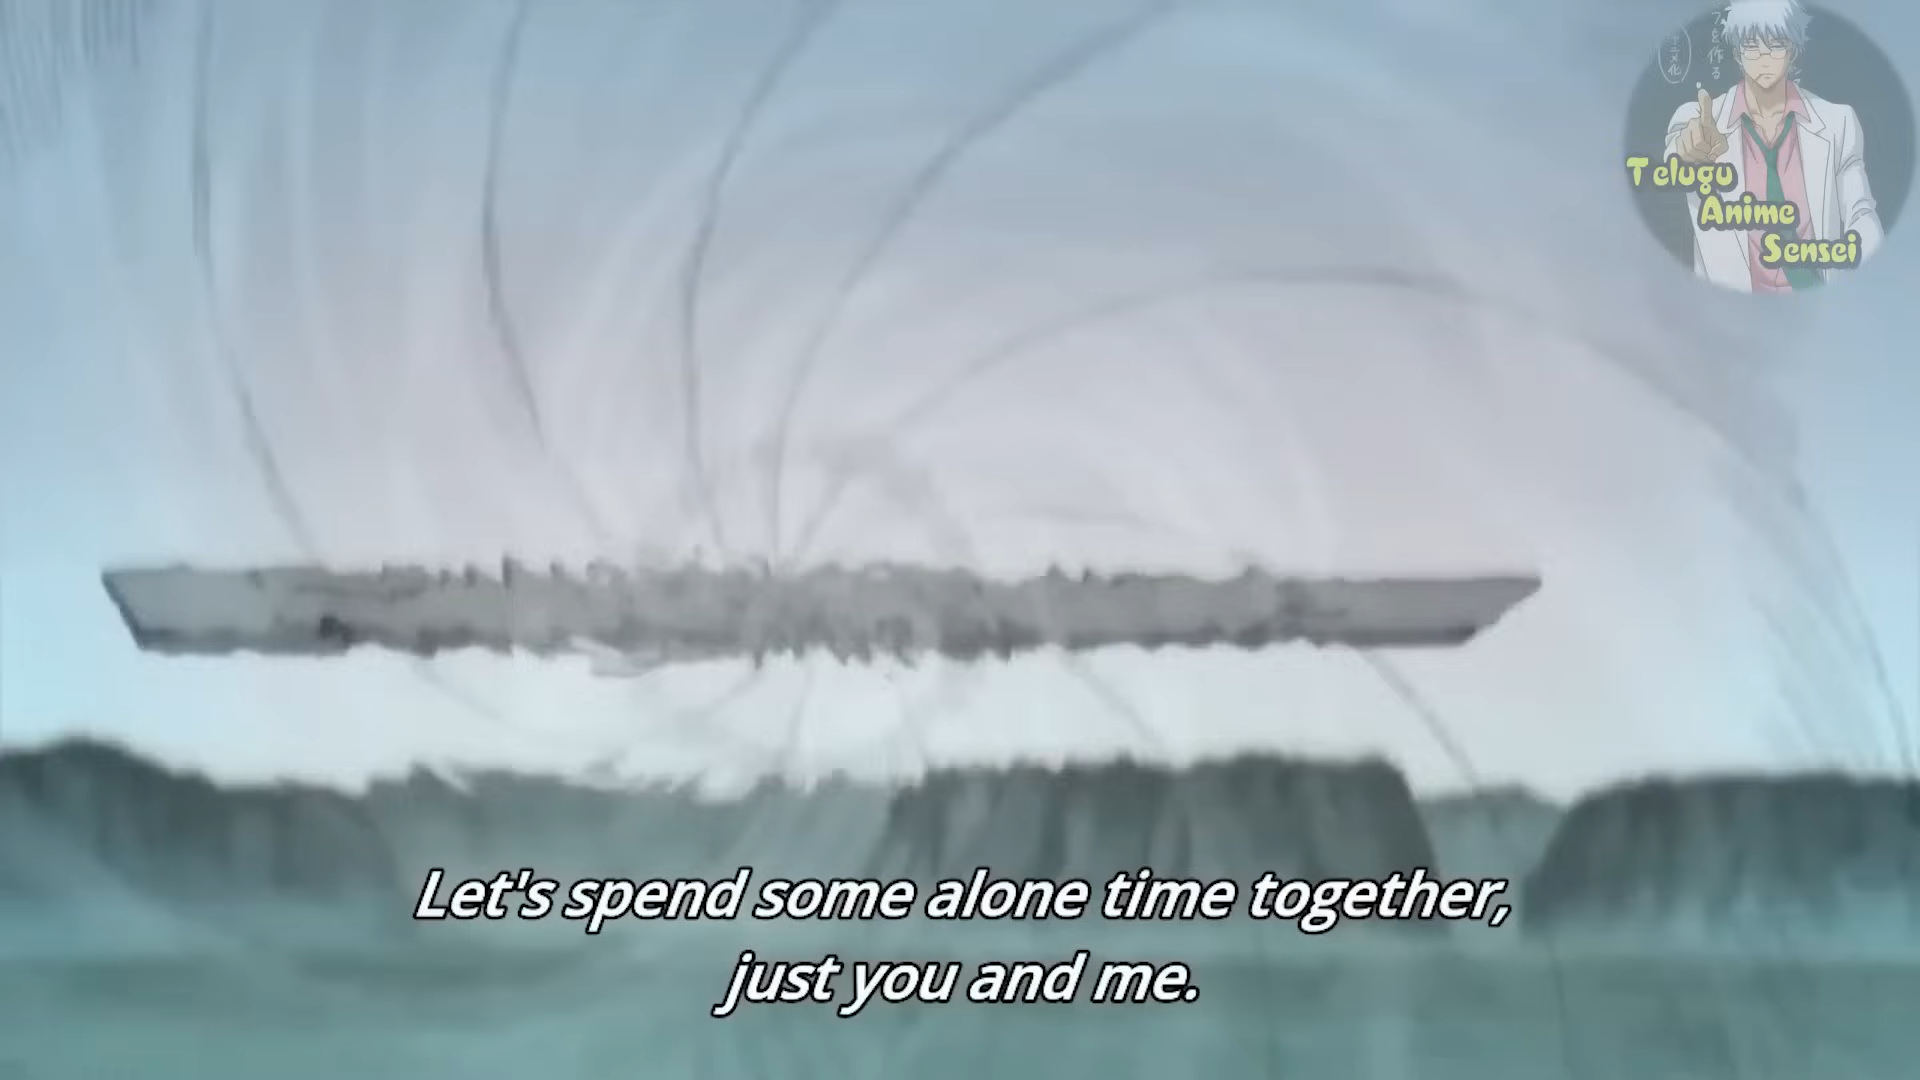 Telugu
Anime
Sensei
Let's spend some alone time together,
just you and me.